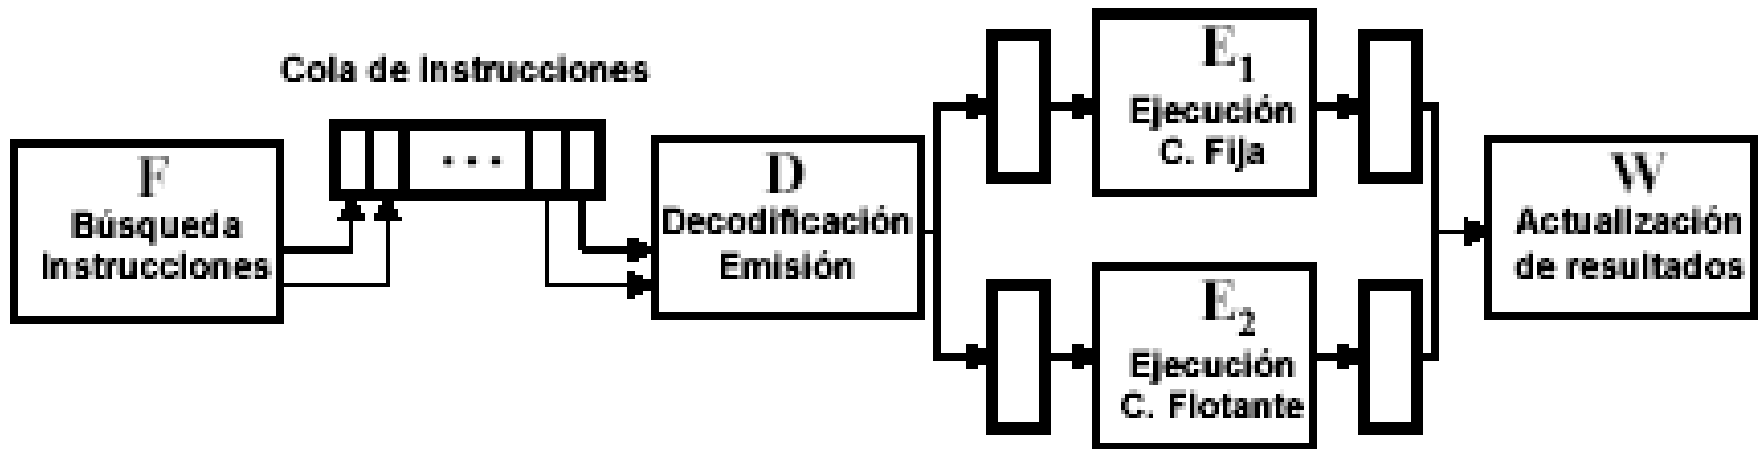 Cola de Instrucciones
F
Búsqueda
Instrucciones
...
D
Decodificación
Emisión
E1
Ejecución
C. Fija
E2
Ejecución
C. Flotante
W
Actualización
de resultados